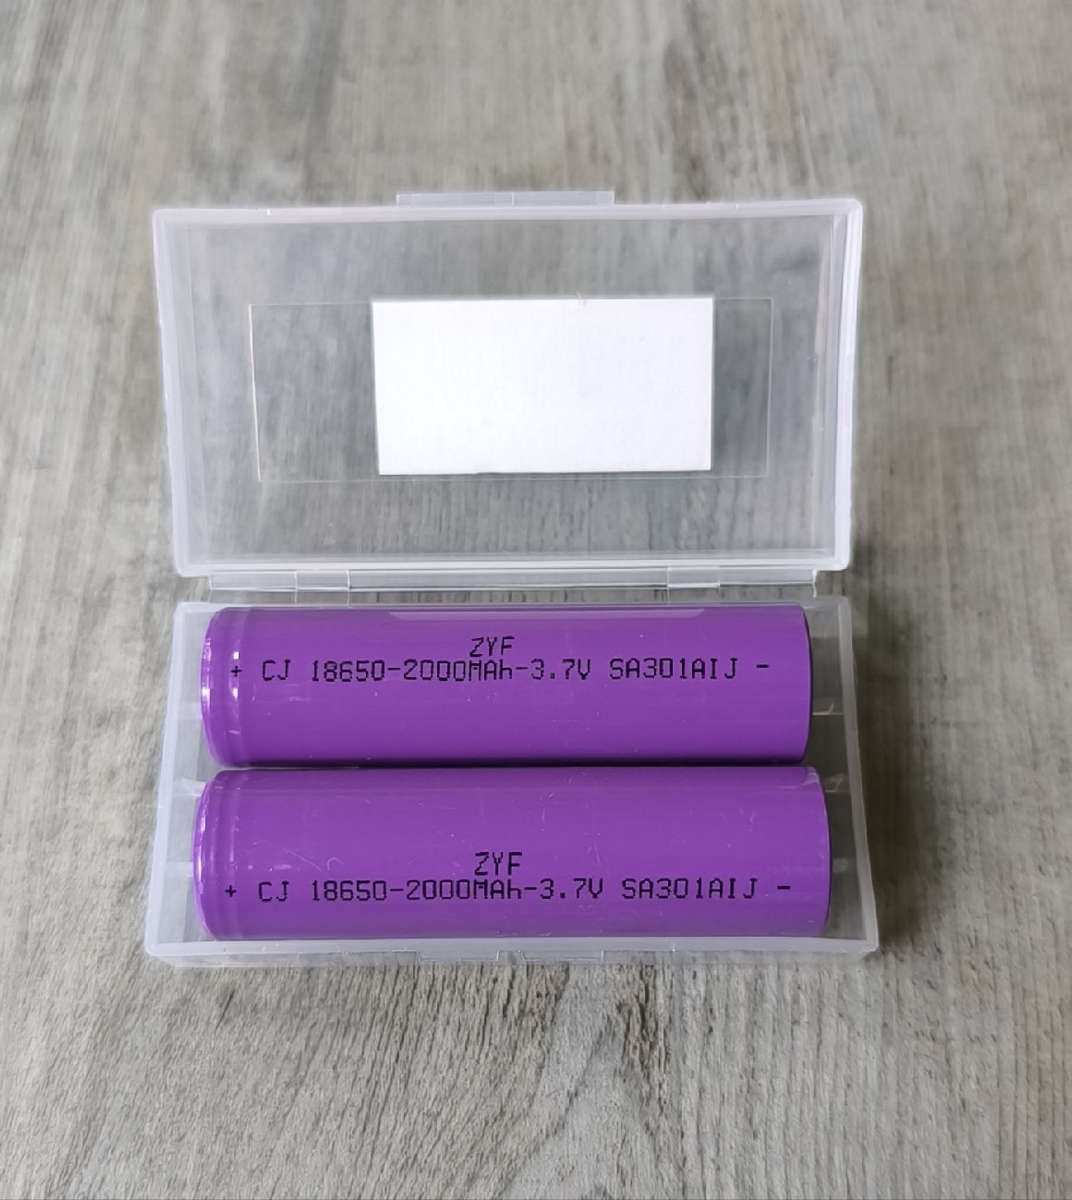 ZYF
+ CJ 18650-2000MAh-3.7V SA301AIJ -
ZYF
+ CJ 18650-2000MAh-3.7V SA301AIJ -